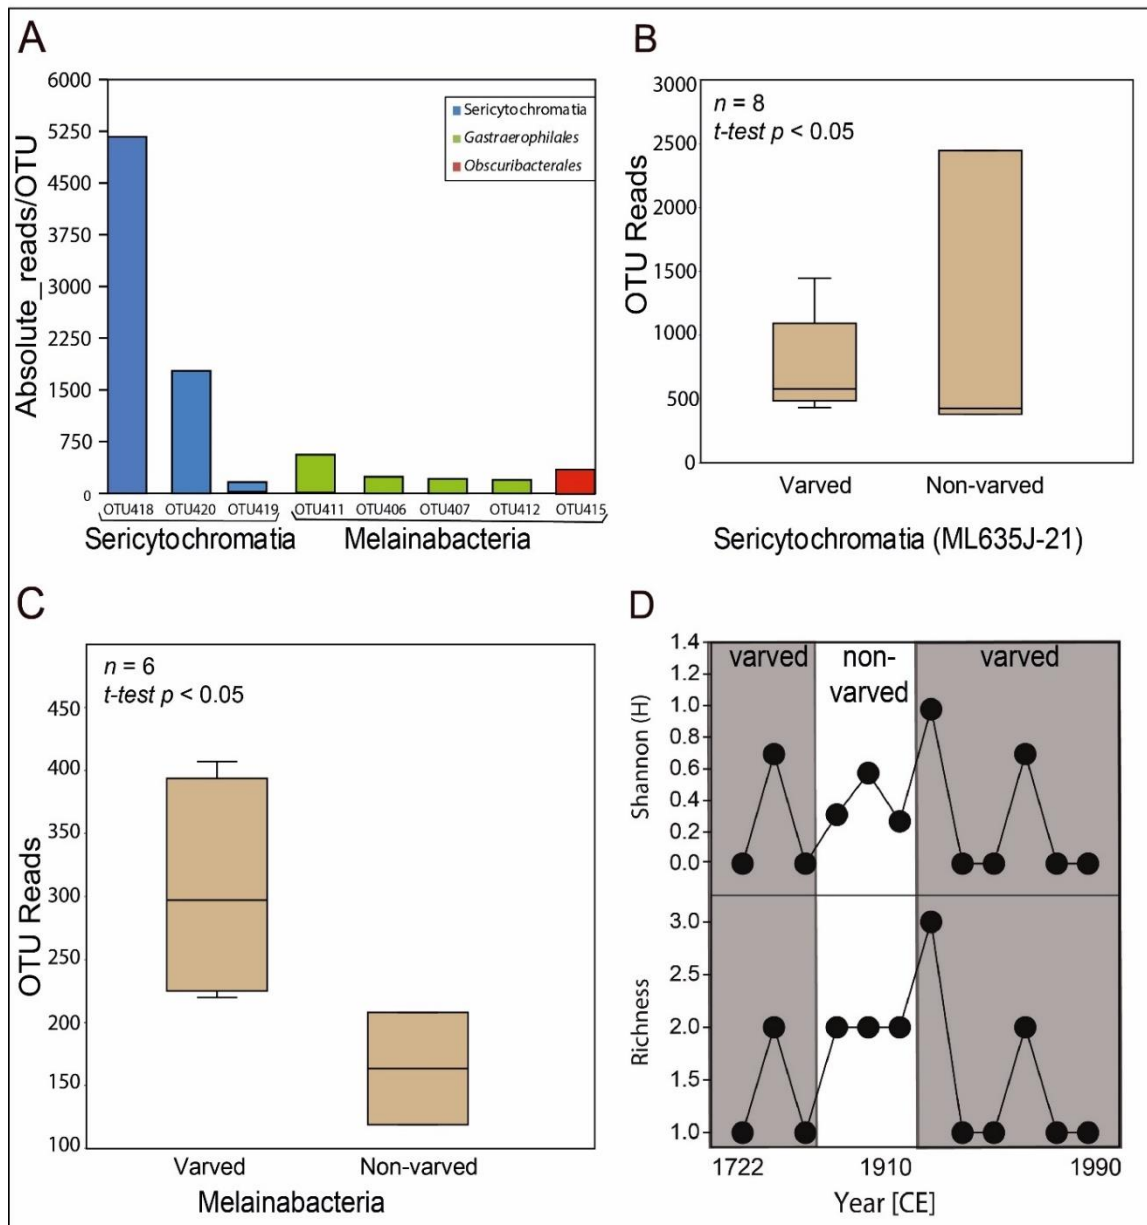 A
Absolute_reads/OTU
6000
5250
4500
3750
3000
2250
1500
750
0
Sericytochromatia
Gastraerophilales
Obscuribacterales
OTU418 OTU420 OTU419 OTU411 OTU406 OTU407 OTU412 OTU415
Sericytochromatia Melainabacteria
B
OTU Reads
3000
2500
2000
1500
1000
500
0
n = 8
t-test p < 0.05
Varved Non-varved
Sericytochromatia (ML635J-21)
C
OTU Reads
450
400
350
300
250
200
150
100
n = 6
t-test p < 0.05
Varved Non-varved
Melainabacteria
D
varved non-varved varved
Shannon (H)
1.4
1.2
1.0
0.8
0.6
0.4
0.2
0.0
Richness
3.0
2.5
2.0
1.5
1.0
1722 1910 1990
Year [CE]